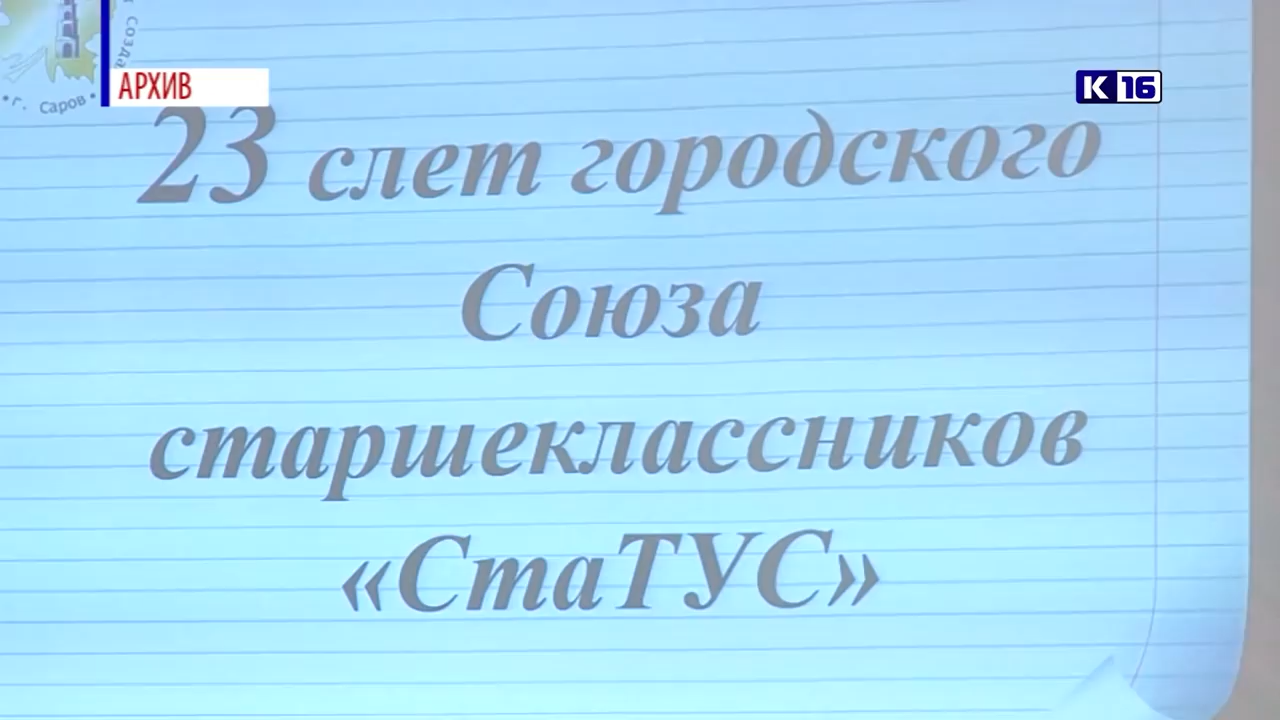 г. Саров
АРХИВ
К 16
23 слет городского
Союза
старшеклассников
«СтаТУС»